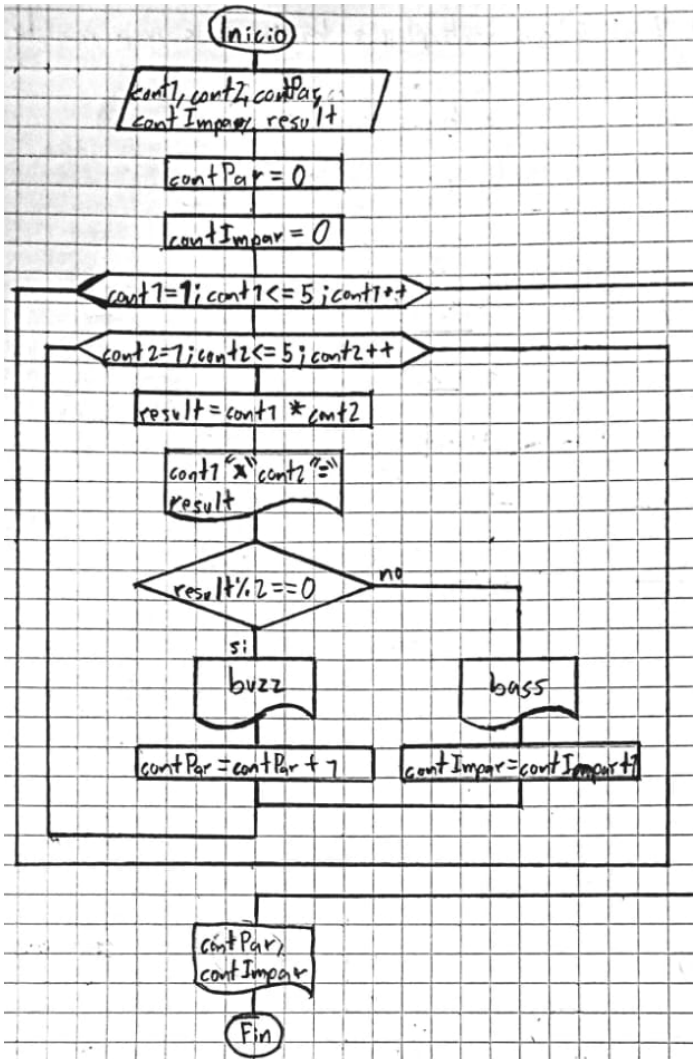 Inicio
cont1, cont2, contPar,
contImpar, result
contPar = 0
contImpar = 0
cont1=1; cont1<= 5; cont1++
cont2=1; cont2<= 5; cont2++
result = cont1 * cont2
cont1 "x" cont2 "="
result
result%2 == 0
no
si
buzz
bass
contPar = contPar + 1
contImpar = contImpar+1
contPar,
contImpar
Fin